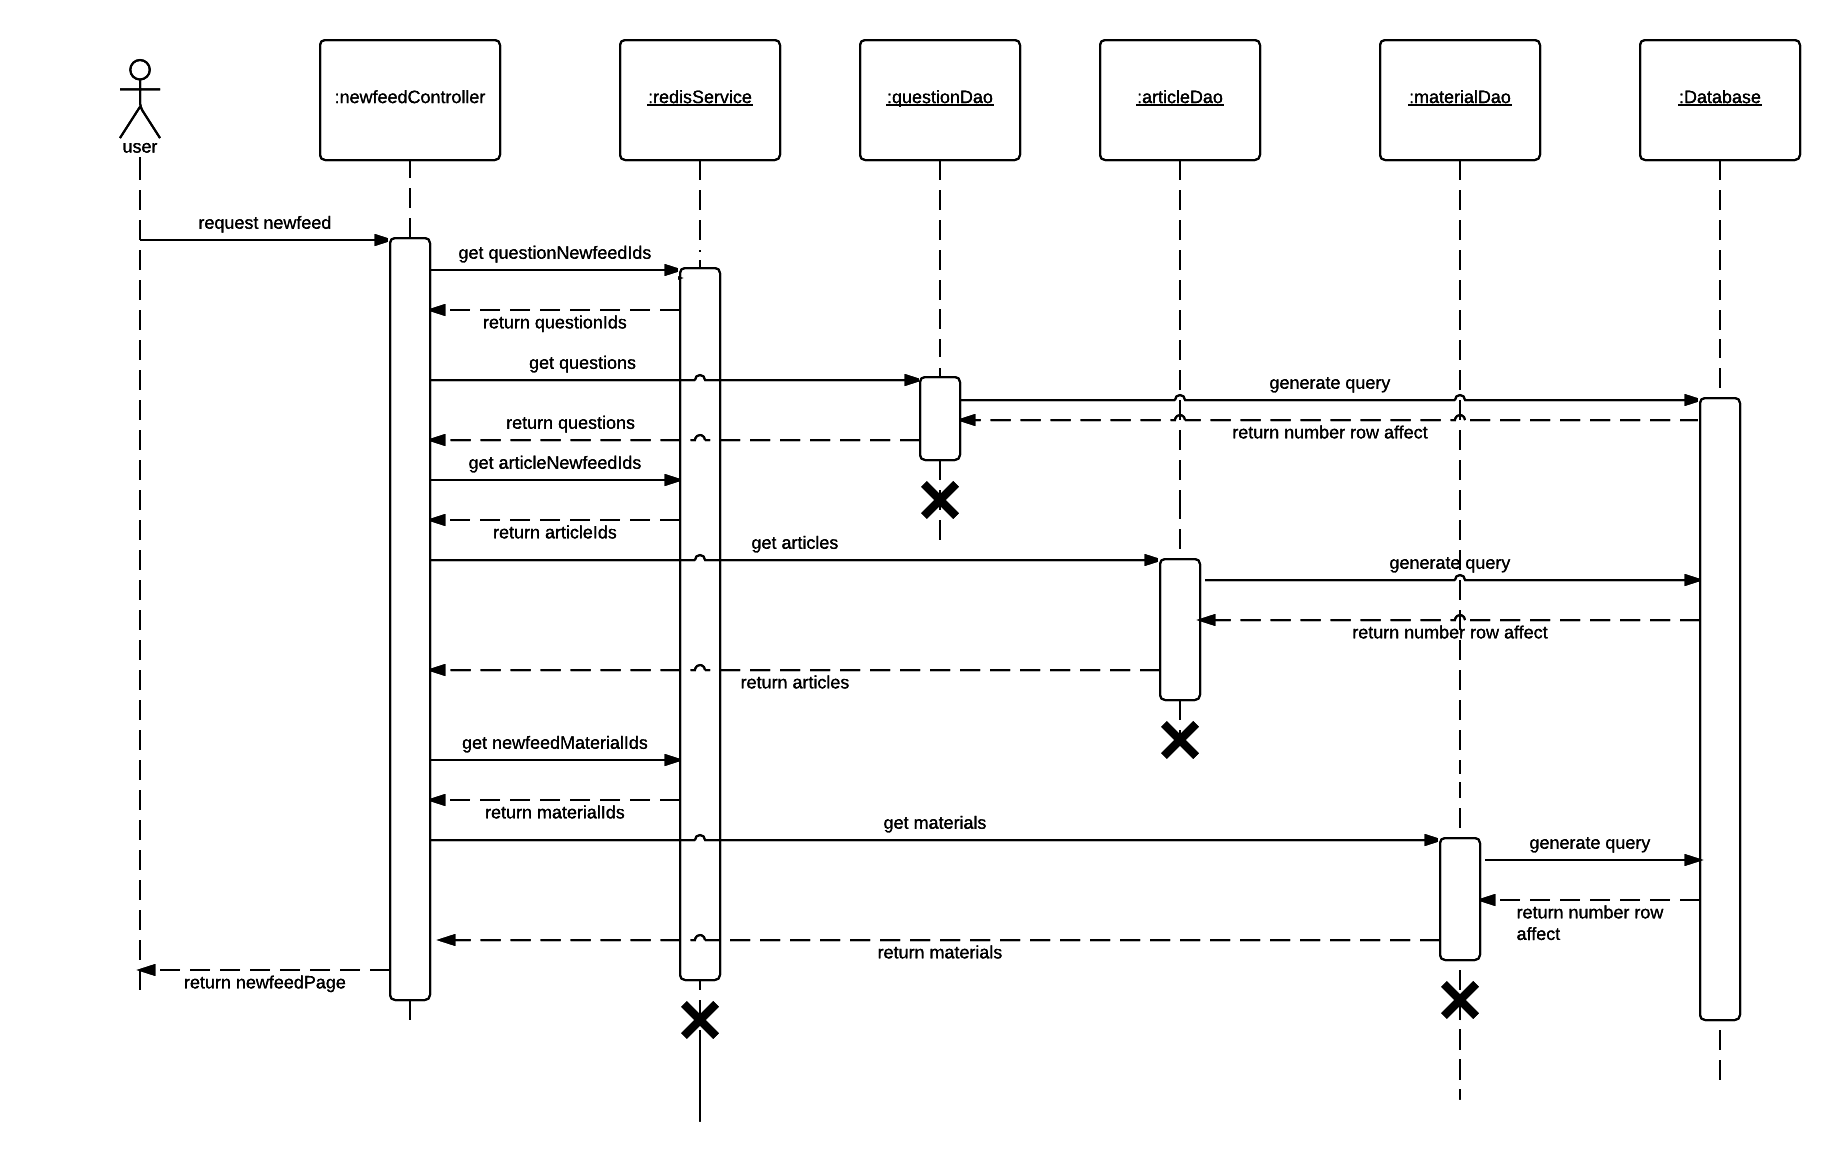 :newfeedController
:redisService
:questionDao
:articleDao
:materialDao
:Database
user
request newfeed
get questionNewfeedIds
return questionIds
get questions
generate query
return questions
return number row affect
get articleNewfeedIds
return articleIds
get articles
generate query
return number row affect
return articles
get newfeedMaterialIds
return materialIds
get materials
generate query
return number row
affect
return materials
return newfeedPage